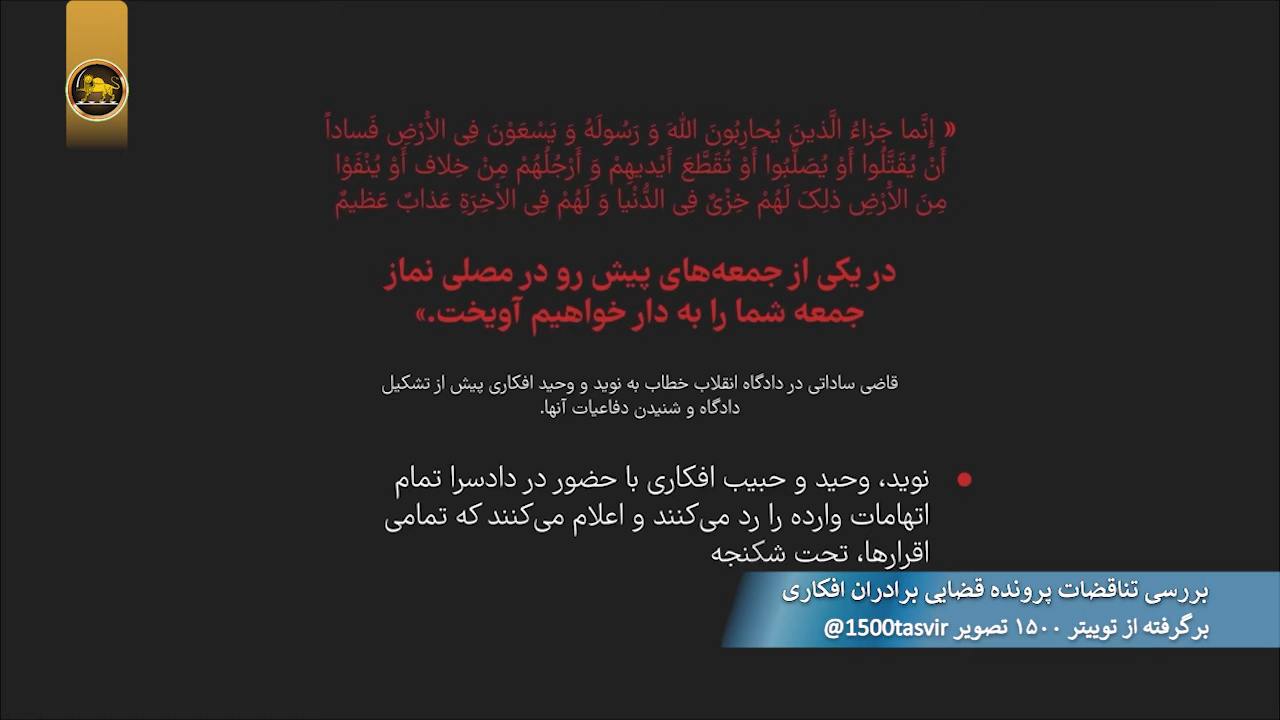 « إِنَّما جَزاءُ الَّذينَ يُحارِبُونَ اللّهَ وَ رَسُولَهُ وَ يَسْعَوْنَ فِی الأَْرْضِ فَساداً
أَنْ يُقَتَّلُوا أَوْ يُصَلَّبُوا أَوْ تُقَطَّعَ أَيْديهِمْ وَ أَرْجُلُهُمْ مِنْ خِلاف أَوْ يُنْفَوْا
مِنَ الأَْرْضِ ذلِکَ لَهُمْ خِزْیٌ فِی الدُّنْيا وَ لَهُمْ فِی الآْخِرَةِ عَذابٌ عَظيمٌ
در یکی از جمعه‌های پیش رو در مصلی نماز
جمعه شما را به دار خواهیم آویخت.»
قاضی ساداتی در دادگاه انقلاب خطاب به نوید و وحید افکاری پیش از تشکیل
دادگاه و شنیدن دفاعیات آنها.
• نوید، وحید و حبیب افکاری با حضور در دادسرا تمام
اتهامات وارده را رد می‌کنند و اعلام می‌کنند که تمامی
اقرارها، تحت شکنجه
بررسی تناقضات پرونده قضایی برادران افکاری
برگرفته از توییتر ۱۵۰۰ تصویر @1500tasvir